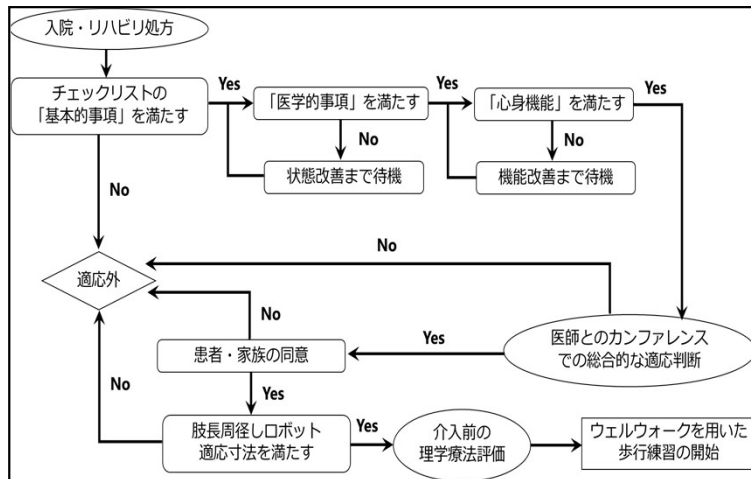 入院・リハビリ処方
チェックリストの
「基本的事項」を満たす
Yes
「医学的事項」を満たす
Yes
「心身機能」を満たす
Yes
No
状態改善まで待機
No
機能改善まで待機
No
適応外
No
医師とのカンファレンス
での総合的な適応判断
Yes
患者・家族の同意
No
Yes
No
肢長周径しロボット
適応寸法を満たす
Yes
介入前の
理学療法評価
ウェルウォークを用いた
歩行練習の開始